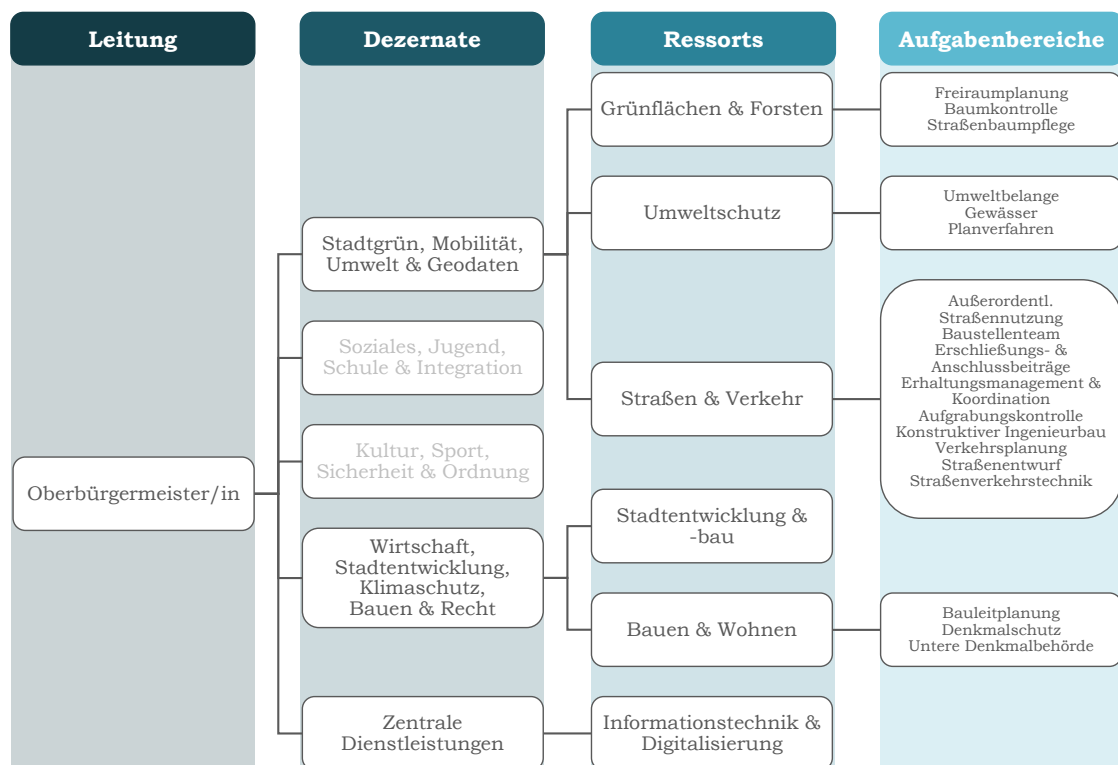 Leitung
Dezernate
Ressorts
Aufgabenbereiche
Oberbürgermeister/in
Stadtgrün, Mobilität,
Umwelt & Geodaten
Soziales, Jugend,
Schule & Integration
Kultur, Sport,
Sicherheit & Ordnung
Wirtschaft,
Stadtentwicklung,
Klimaschutz,
Bauen & Recht
Zentrale
Dienstleistungen
Grünflächen & Forsten
Umweltschutz
Straßen & Verkehr
Stadtentwicklung &
-bau
Bauen & Wohnen
Informationstechnik &
Digitalisierung
Freiraumplanung
Baumkontrolle
Straßenbaumpflege
Umweltbelange
Gewässer
Planverfahren
Außerordentl.
Straßennutzung
Baustellenteam
Erschließungs- &
Anschlussbeiträge
Erhaltungsmanagement &
Koordination
Aufgrabungskontrolle
Konstruktiver Ingenieurbau
Verkehrsplanung
Straßenentwurf
Straßenverkehrstechnik
Bauleitplanung
Denkmalschutz
Untere Denkmalbehörde